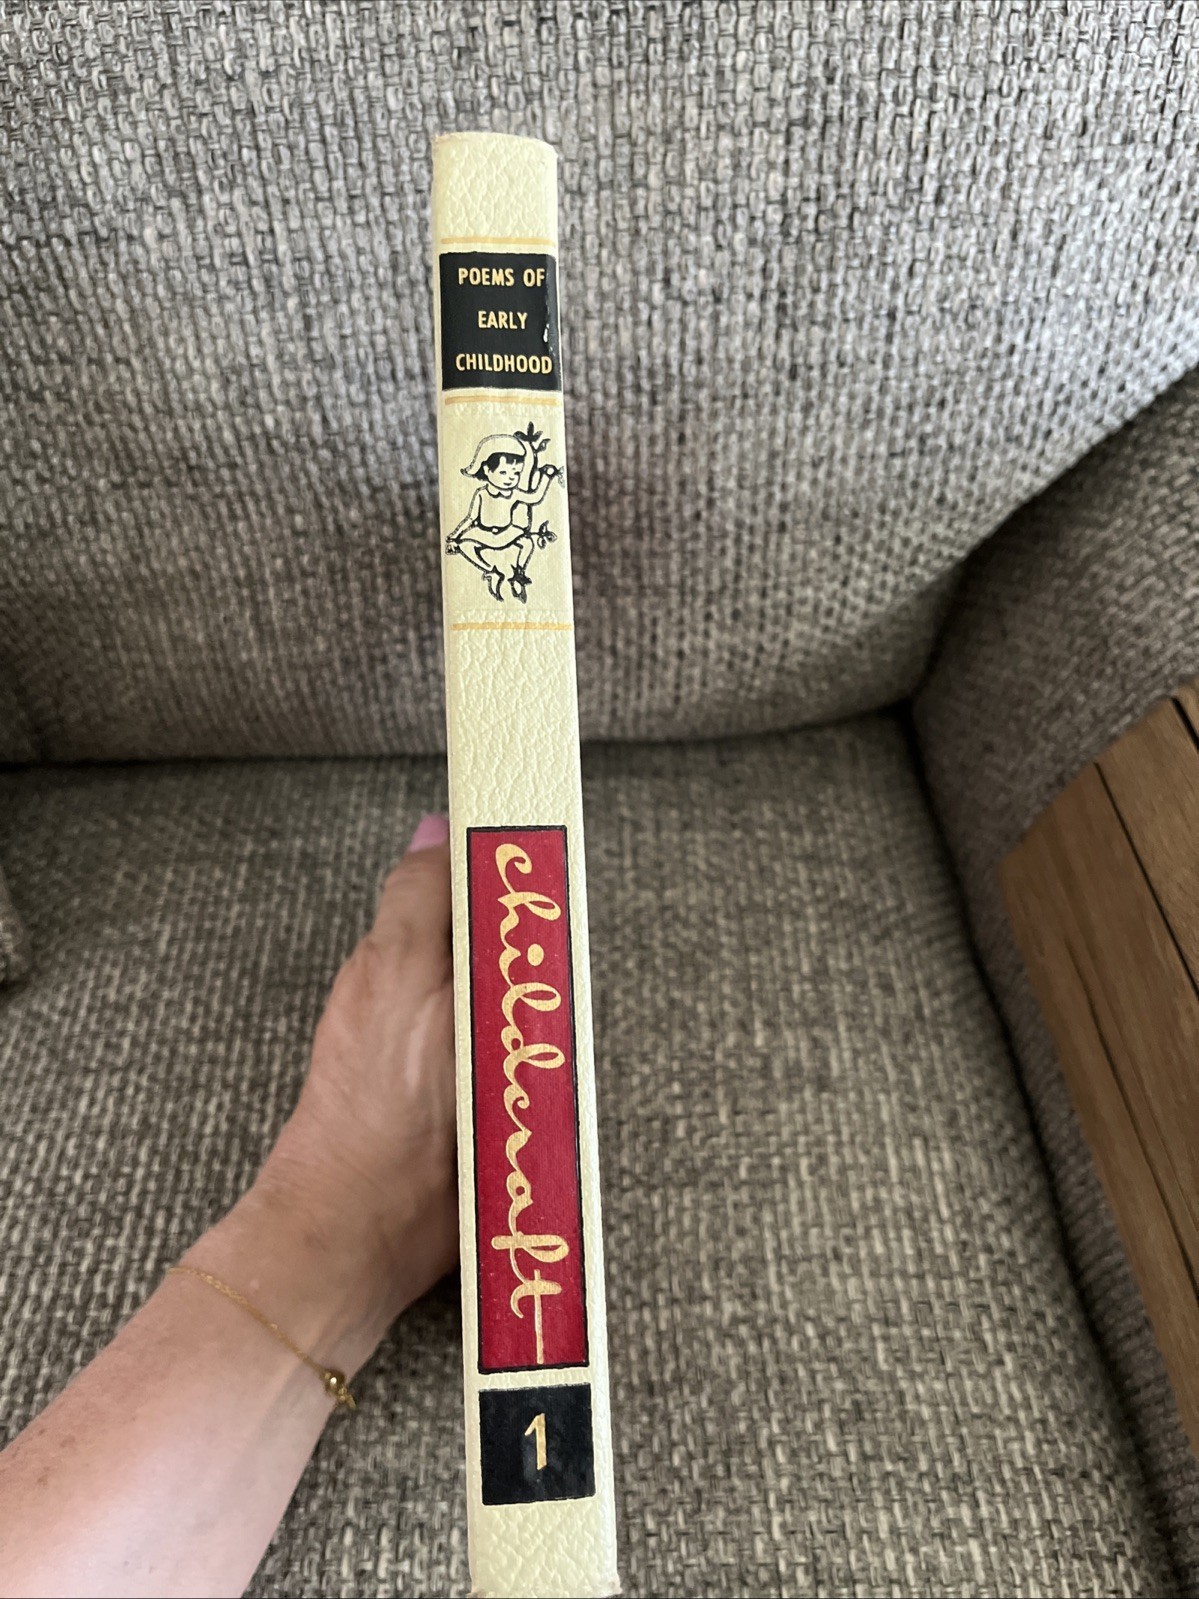 POEMS OF
EARLY
CHILDHOOD
childcraft
1